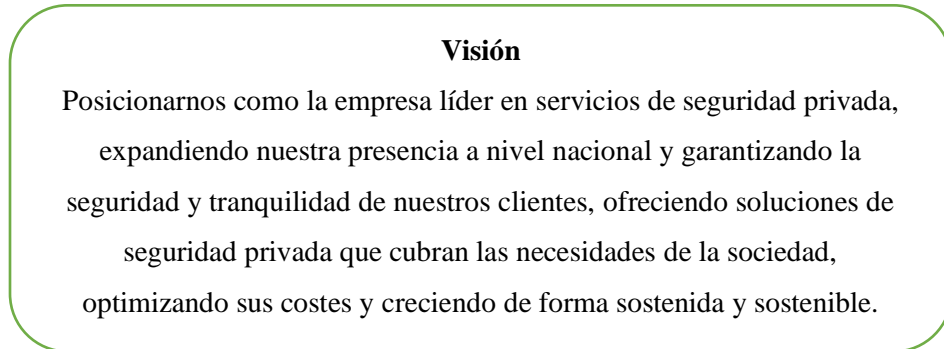 Visión
Posicionarnos como la empresa líder en servicios de seguridad privada,
expandiendo nuestra presencia a nivel nacional y garantizando la
seguridad y tranquilidad de nuestros clientes, ofreciendo soluciones de
seguridad privada que cubran las necesidades de la sociedad,
optimizando sus costes y creciendo de forma sostenida y sostenible.